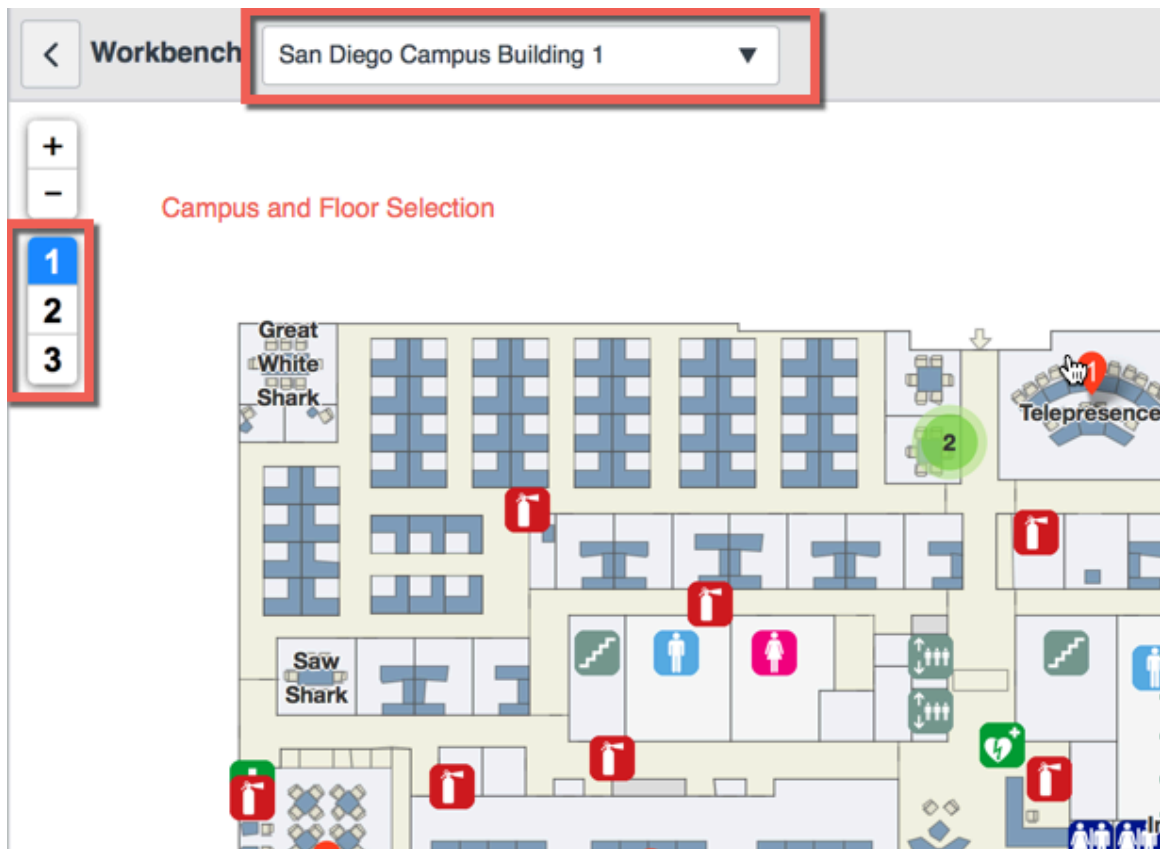 Workbench
San Diego Campus Building 1
+
−
Campus and Floor Selection
1
2
3
Great
White
Shark
1
Telepresence
2
Saw
Shark